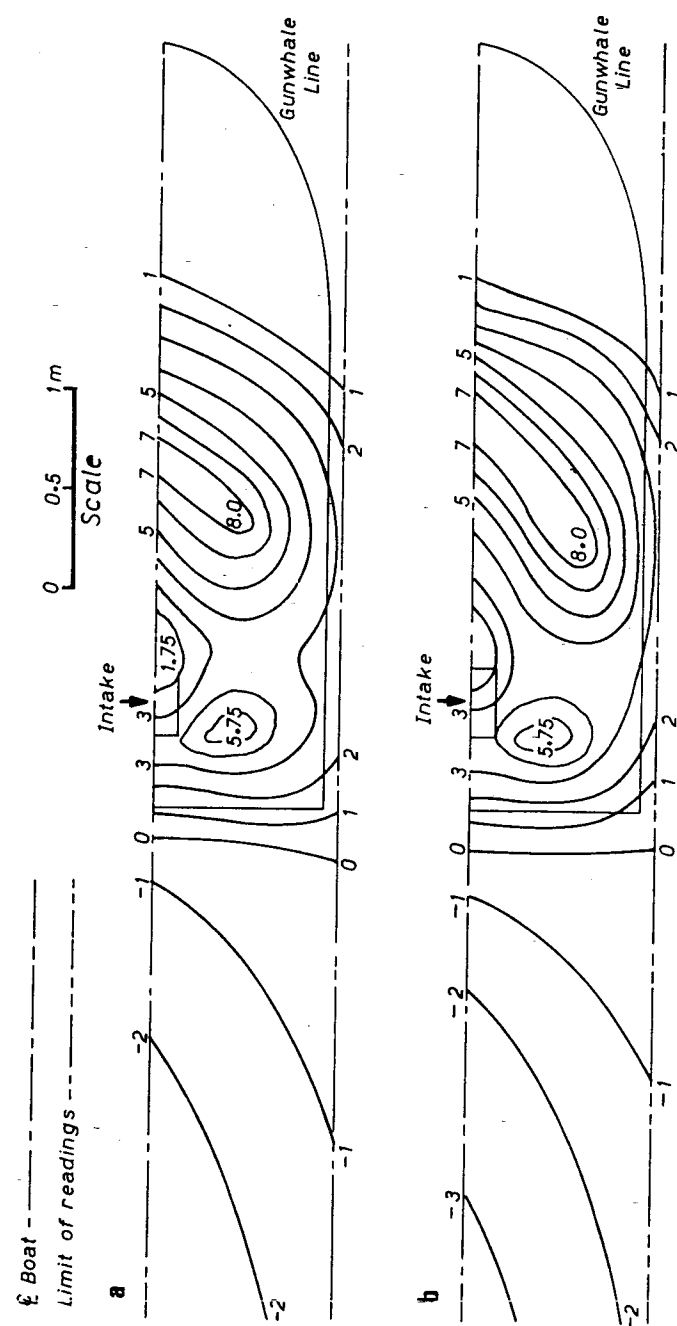 ℄ Boat
Limit of readings
0 0.5 1m
Scale
Intake
a
-2 -1 0 3 3 5 7 7 5 1
1.75
5.75 8.0
-2
Gunwhale
Line
-1 0 1 2 2 1
Intake
b
-3 -2 -1 0 3 3 5 7 7 5 1
5.75
8.0
Gunwhale
Line
-2
-1 0 1 2 2 1